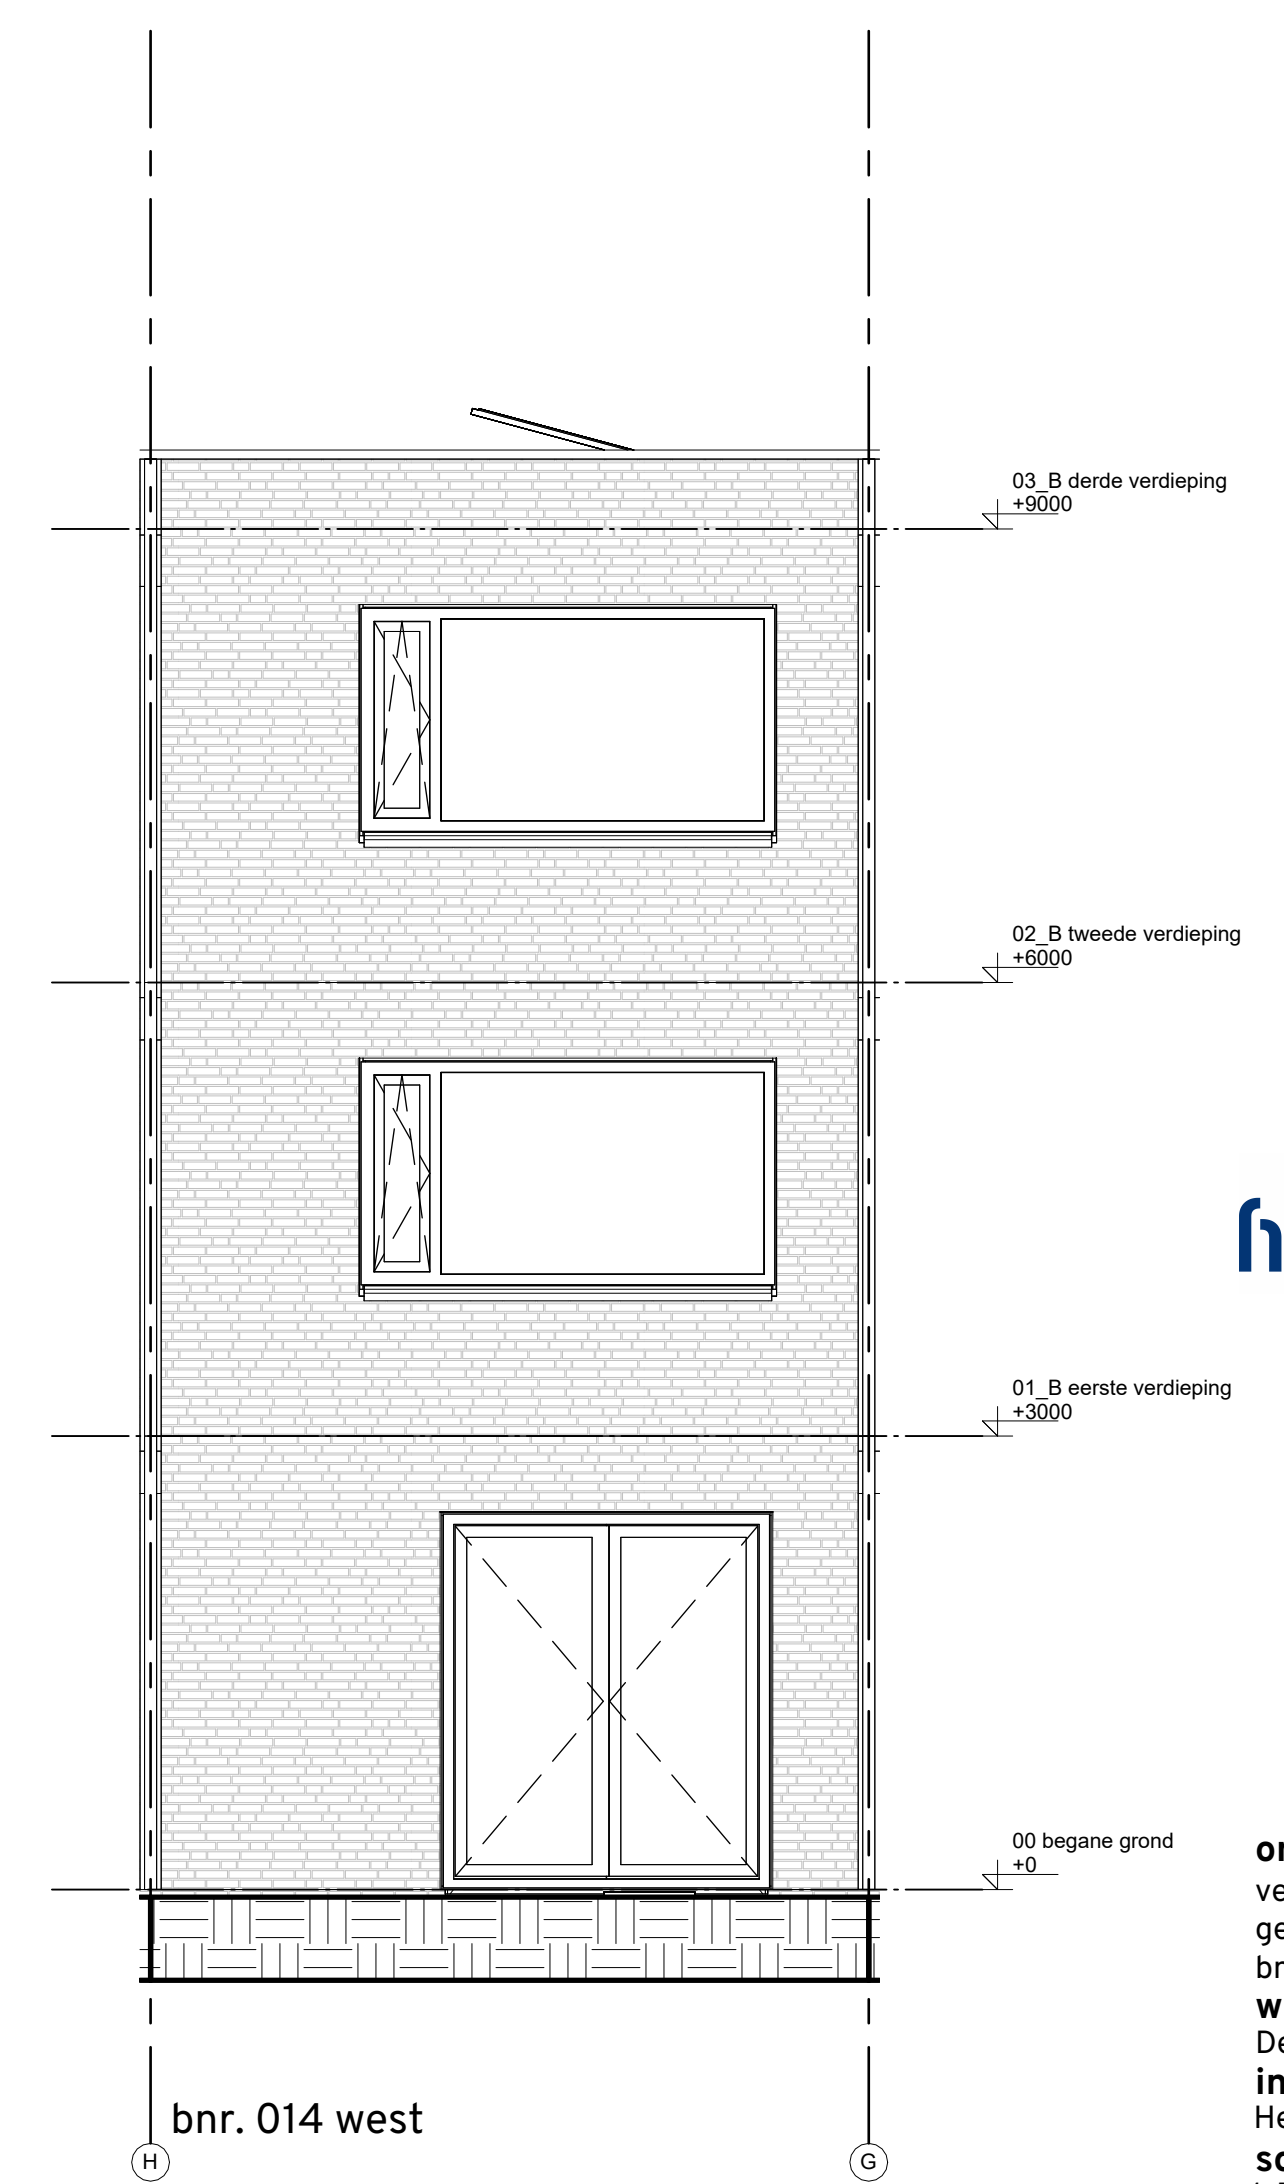 03_B derde verdieping
+9000
02_B tweede verdieping
+6000
01_B eerste verdieping
+3000
00 begane grond
+0
bnr. 014 west
H
G